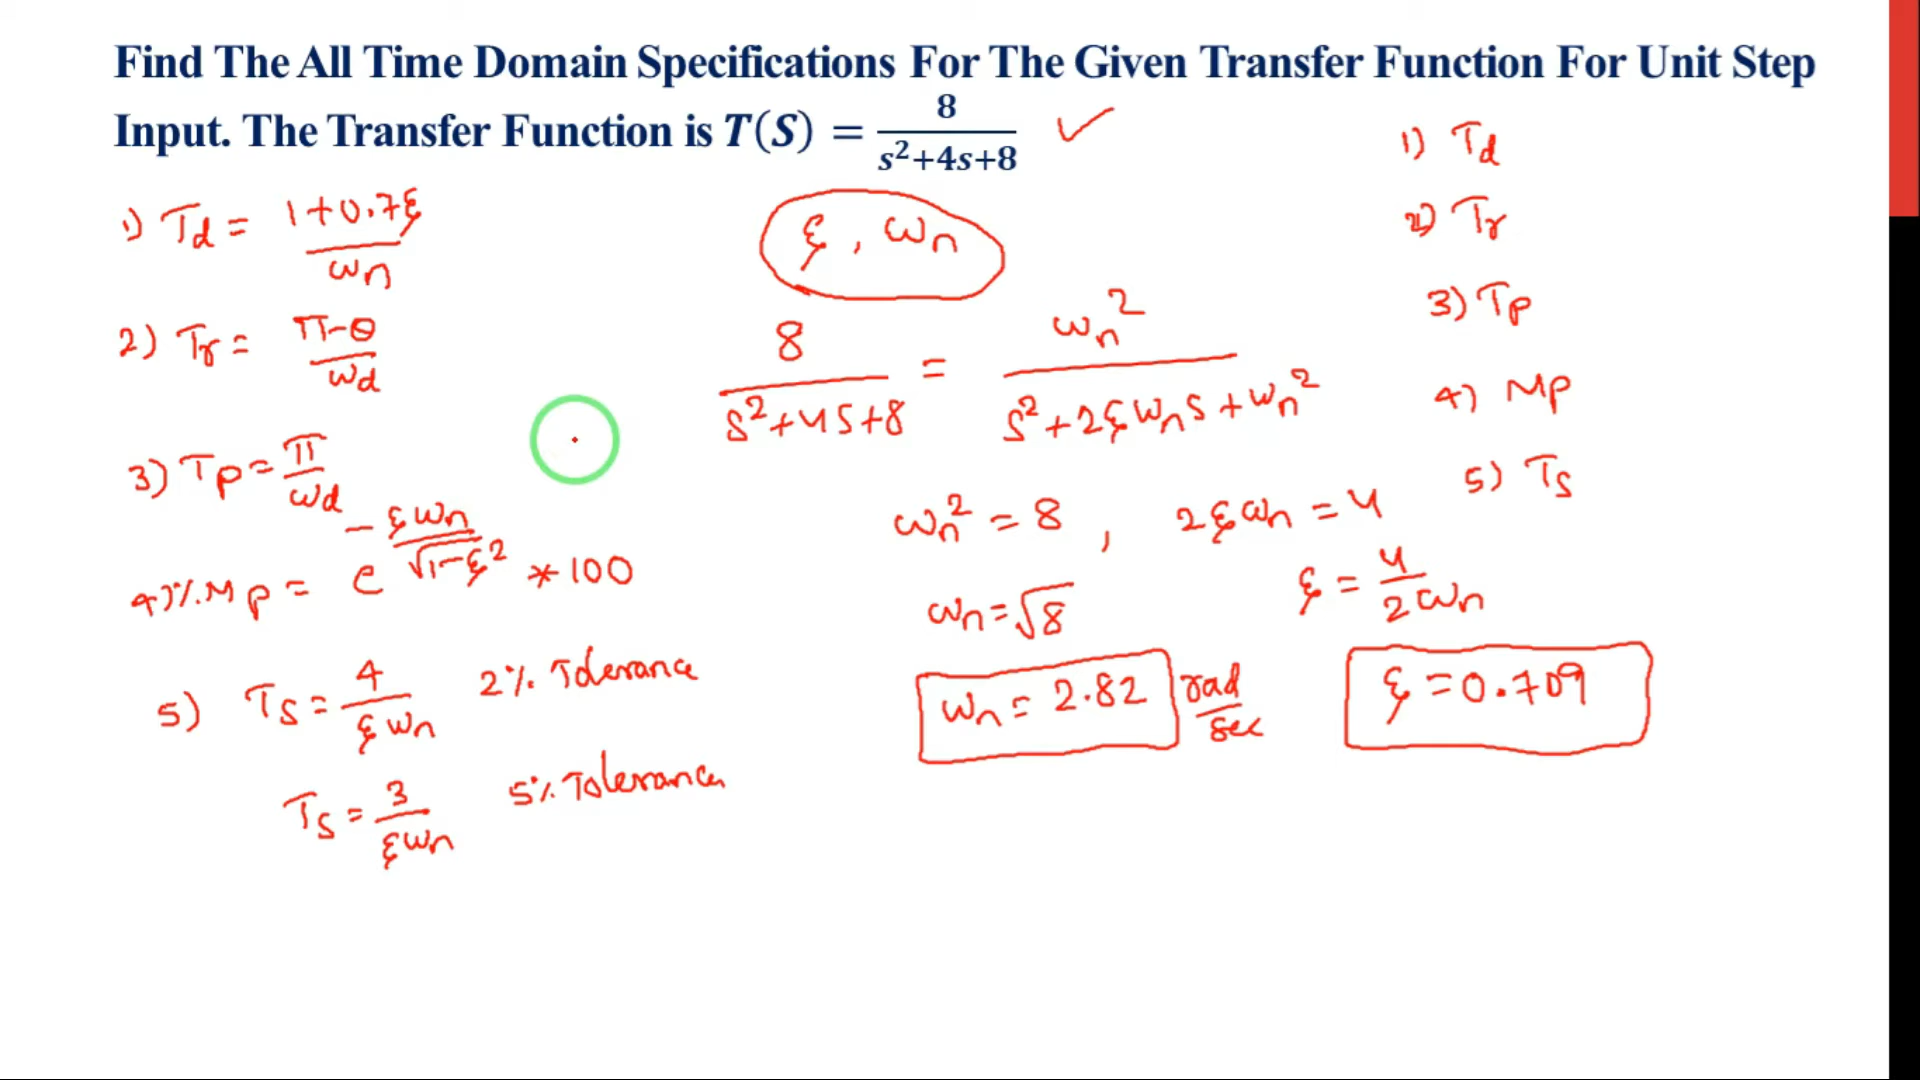 Find The All Time Domain Specifications For The Given Transfer Function For Unit Step
Input. The Transfer Function is T(S) = 8 / (s²+4s+8) ✓
1) Td
2) Tr
3) Tp
4) Mp
5) Ts
1) Td = (1+0.7ξ) / ωn
2) Tr = (π-θ) / ωd
3) Tp = π / ωd
4) %Mp = e^(-ξωn / √(1-ξ²)) * 100
5) Ts = 4 / ξωn 2% Tolerance
Ts = 3 / ξωn 5% Tolerance
ξ, ωn
8 / (s²+4s+8) = ωn² / (s²+2ξωns+ωn²)
ωn² = 8 , 2ξωn = 4
ωn = √8
ξ = 4 / 2ωn
ωn = 2.82 rad/sec
ξ = 0.709